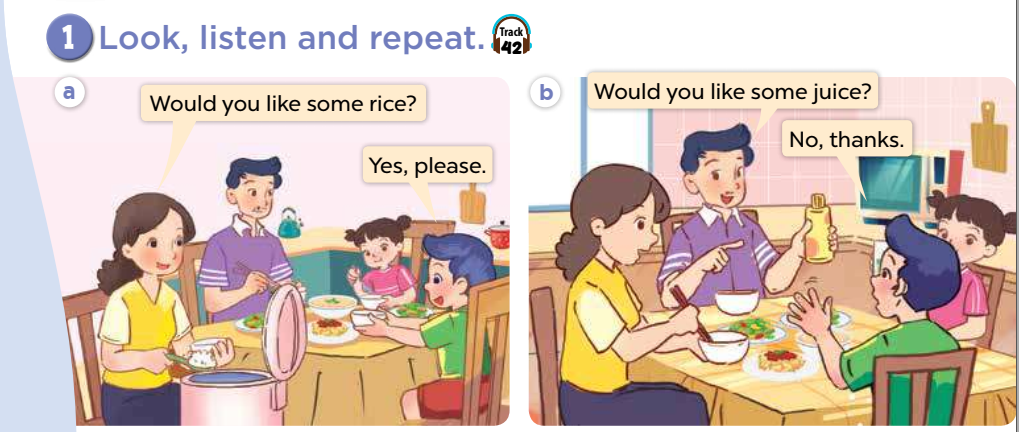 1 Look, listen and repeat. Track 42
a
Would you like some rice?
Yes, please.
b
Would you like some juice?
No, thanks.